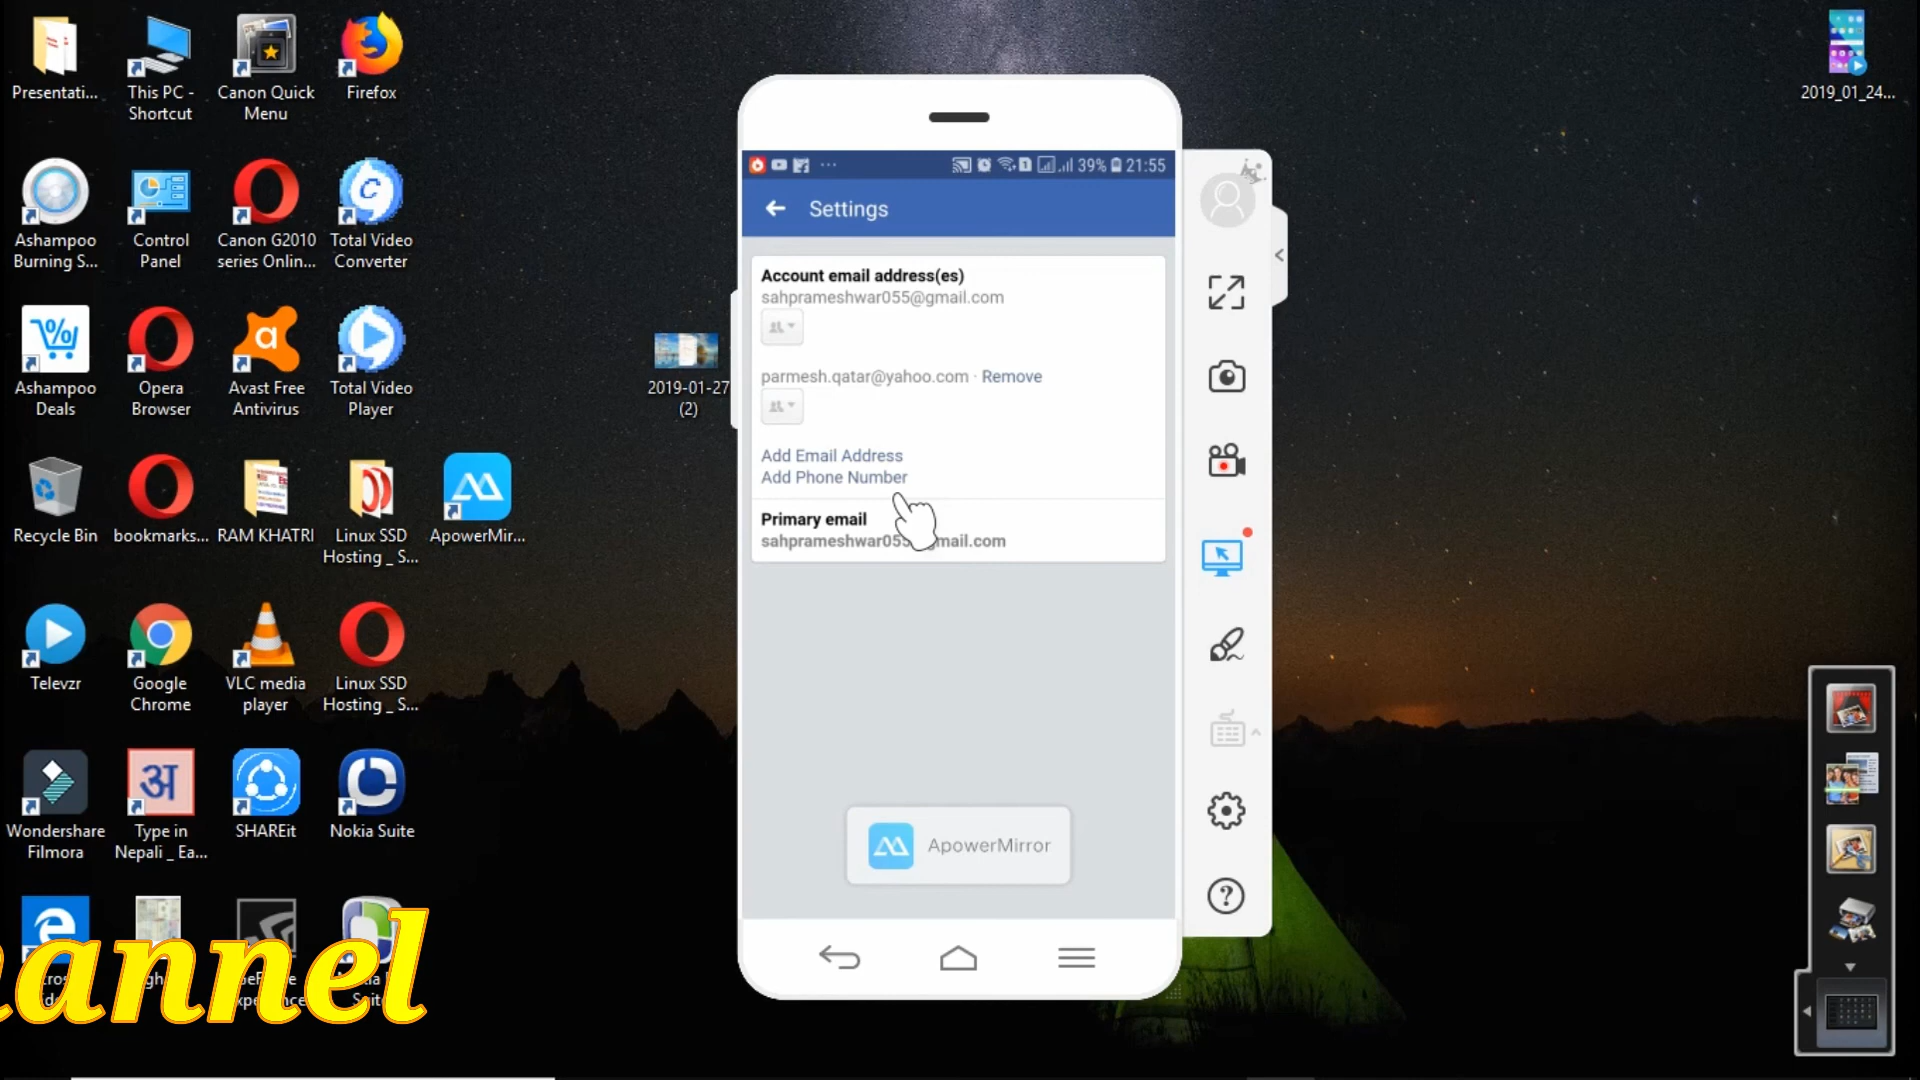 Presentati...
This PC -
Shortcut
Canon Quick
Menu
Firefox
2019_01_24...
Ashampoo
Burning S...
Control
Panel
Canon G2010
series Onlin...
Total Video
Converter
Ashampoo
Deals
Opera
Browser
Avast Free
Antivirus
Total Video
Player
2019-01-27
(2)
Recycle Bin
bookmarks...
RAM KHATRI
Linux SSD
Hosting _ S...
ApowerMir...
Televzr
Google
Chrome
VLC media
player
Linux SSD
Hosting _ S...
Wondershare
Filmora
Type in
Nepali _ Ea...
SHAREit
Nokia Suite
39% 21:55
Settings
Account email address(es)
sahprameshwar055@gmail.com
parmesh.qatar@yahoo.com · Remove
Add Email Address
Add Phone Number
Primary email
ApowerMirror